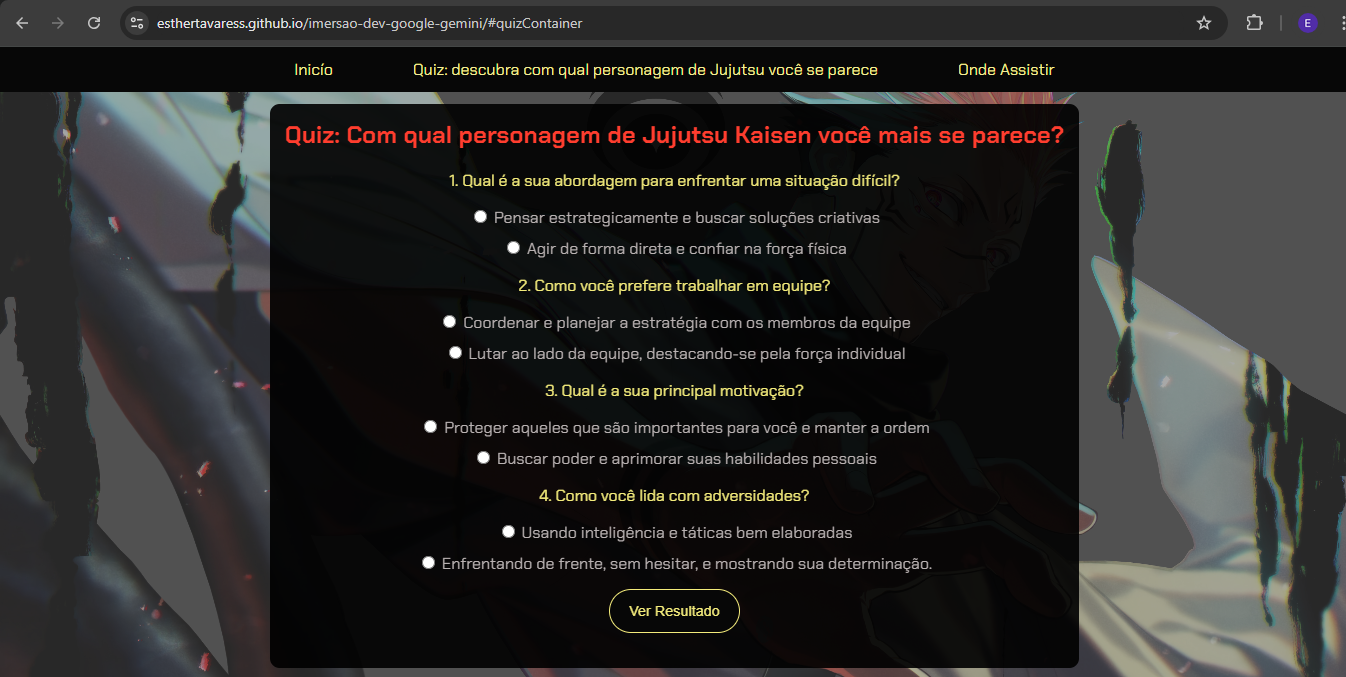 esthertavaress.github.io/imersao-dev-google-gemini/#quizContainer
E
Inicío
Quiz: descubra com qual personagem de Jujutsu você se parece
Onde Assistir
Quiz: Com qual personagem de Jujutsu Kaisen você mais se parece?
1. Qual é a sua abordagem para enfrentar uma situação difícil?
Pensar estrategicamente e buscar soluções criativas
Agir de forma direta e confiar na força física
2. Como você prefere trabalhar em equipe?
Coordenar e planejar a estratégia com os membros da equipe
Lutar ao lado da equipe, destacando-se pela força individual
3. Qual é a sua principal motivação?
Proteger aqueles que são importantes para você e manter a ordem
Buscar poder e aprimorar suas habilidades pessoais
4. Como você lida com adversidades?
Usando inteligência e táticas bem elaboradas
Enfrentando de frente, sem hesitar, e mostrando sua determinação.
Ver Resultado